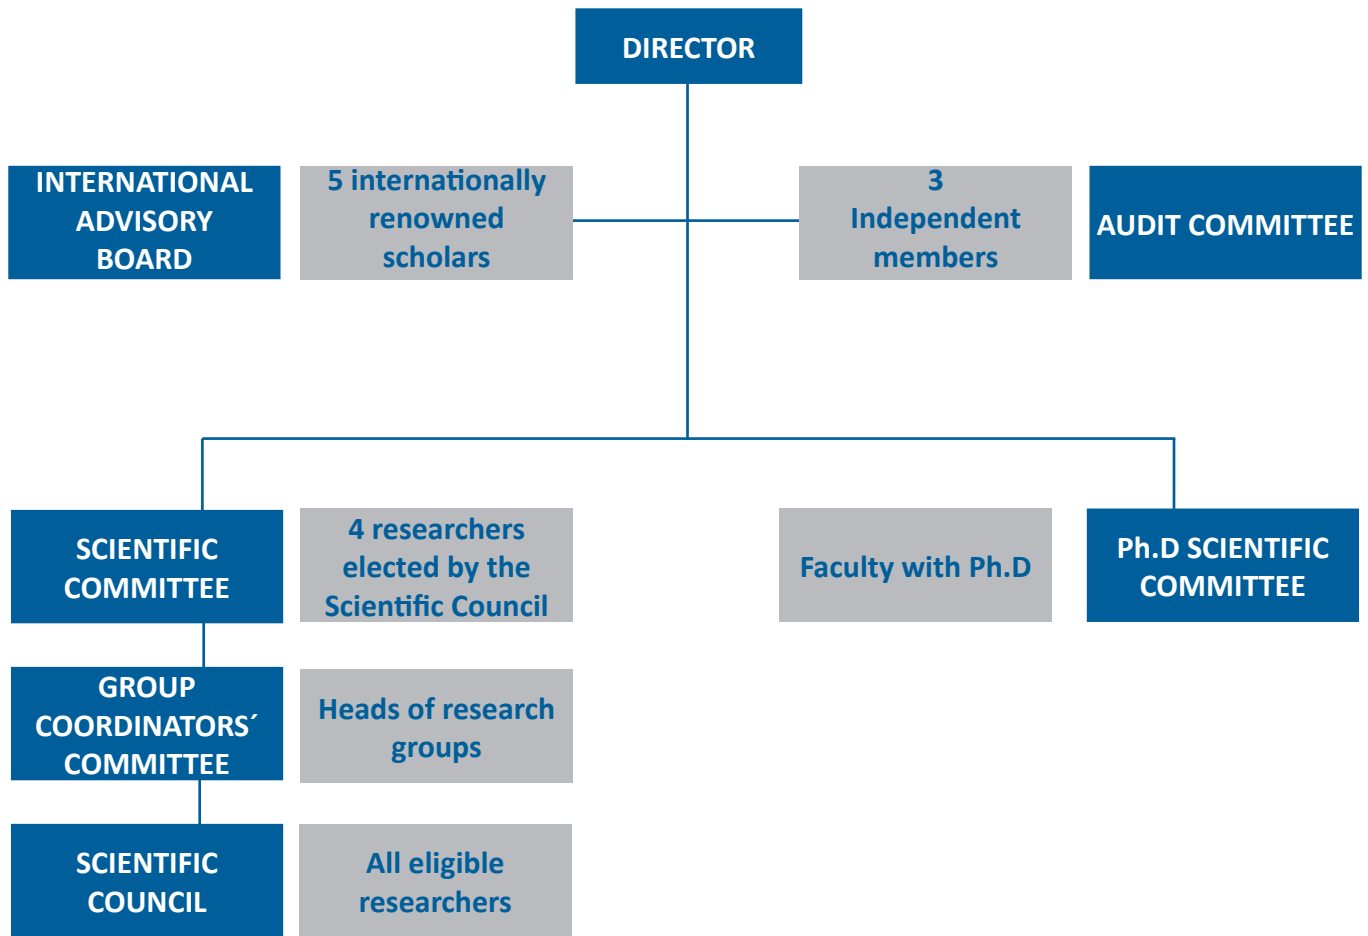 DIRECTOR
INTERNATIONAL
ADVISORY
BOARD
5 internationally
renowned
scholars
3
Independent
members
AUDIT COMMITTEE
SCIENTIFIC
COMMITTEE
4 researchers
elected by the
Scientific Council
Faculty with Ph.D
Ph.D SCIENTIFIC
COMMITTEE
GROUP
COORDINATORS´
COMMITTEE
Heads of research
groups
SCIENTIFIC
COUNCIL
All eligible
researchers